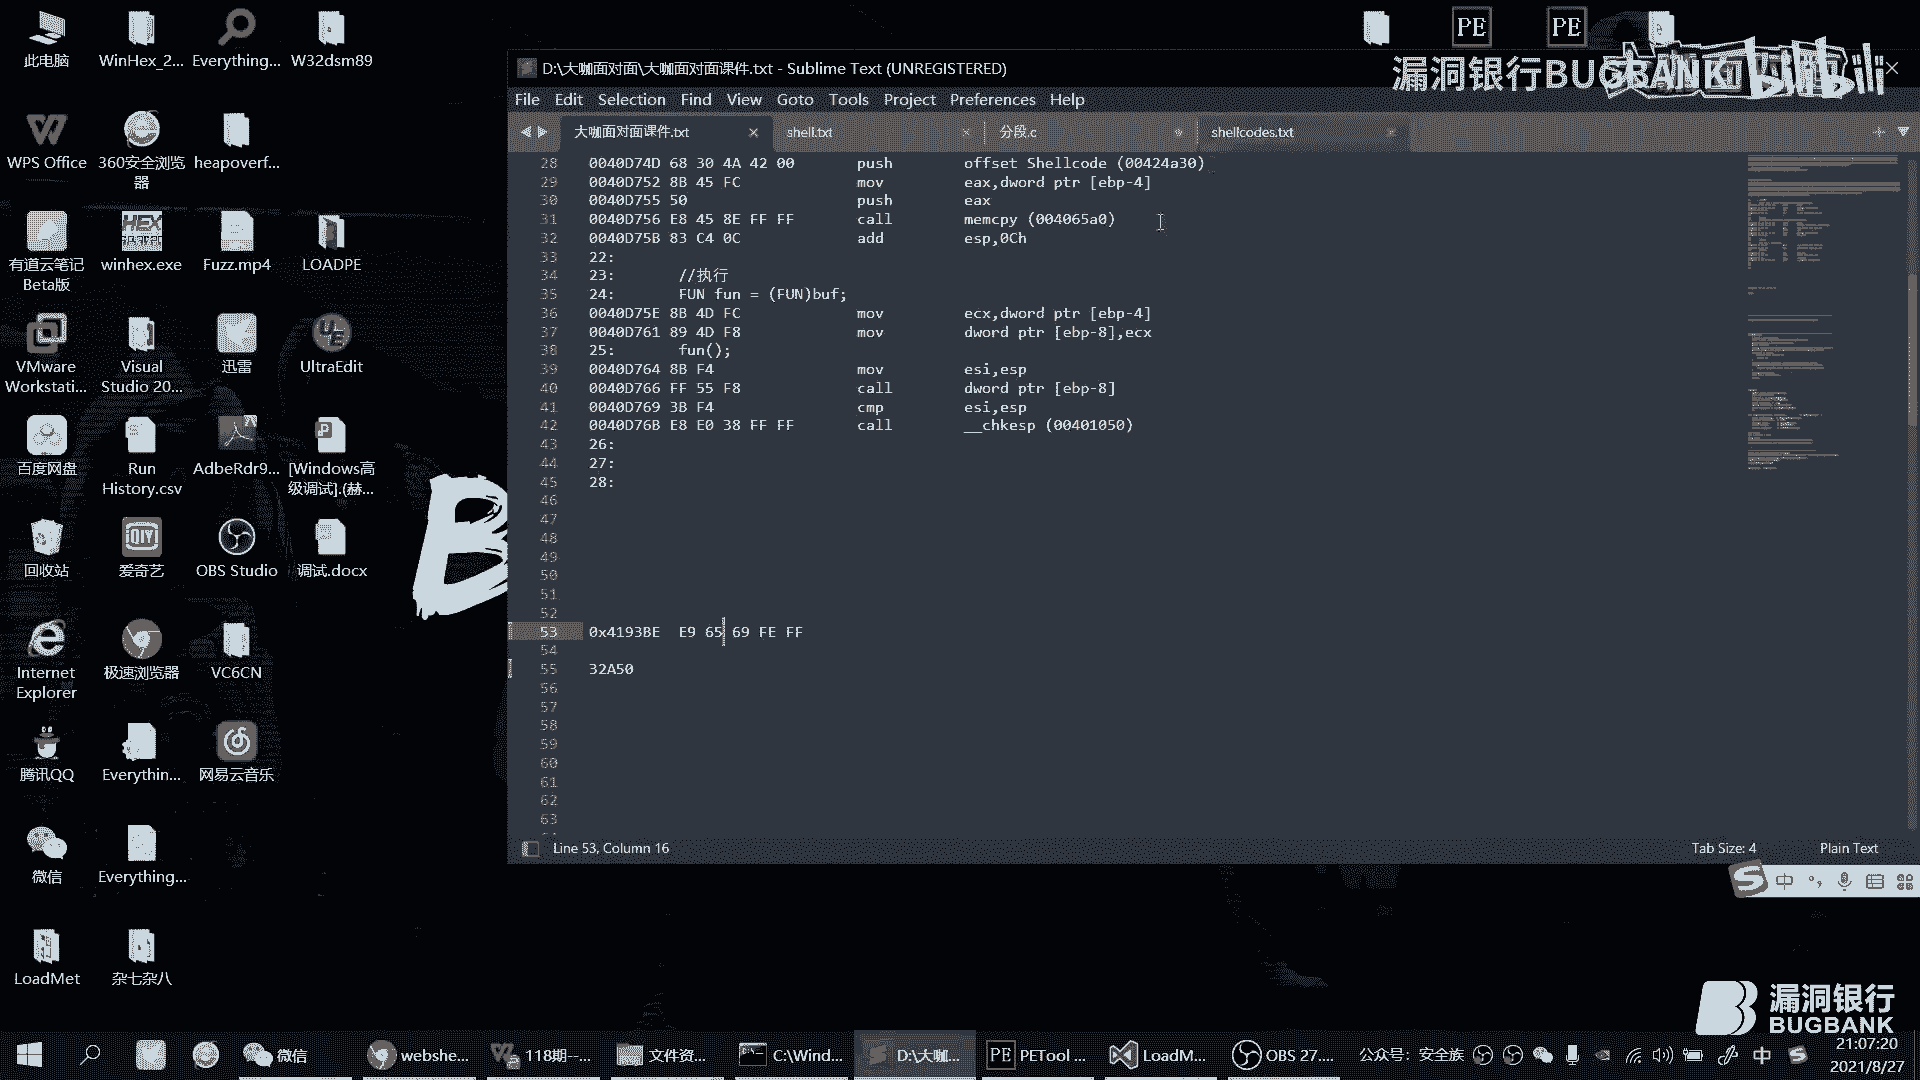 此电脑
WinHex_2...
Everything...
W32dsm89
WPS Office
360安全浏览
器
heapoverf...
有道云笔记
Beta版
winhex.exe
Fuzz.mp4
LOADPE
VMware
Workstati...
Visual
Studio 20...
迅雷
UltraEdit
百度网盘
Run
History.csv
AdbeRdr9...
[Windows高
级调试].(赫...
回收站
爱奇艺
OBS Studio
调试.docx
Internet
Explorer
极速浏览器
VC6CN
腾讯QQ
Everythin...
网易云音乐
微信
Everything...
LoadMet
杂七杂八
PE
PE
漏洞银行BUGBANK bilibili
D:\大咖面对面\大咖面对面课件.txt - Sublime Text (UNREGISTERED)
File Edit Selection Find View Goto Tools Project Preferences Help
大咖面对面课件.txt shell.txt 分段.c shellcodes.txt
28 0040D74D 68 30 4A 42 00 push offset Shellcode (00424a30)
29 0040D752 8B 45 FC mov eax,dword ptr [ebp-4]
30 0040D755 50 push eax
31 0040D756 E8 45 8E FF FF call memcpy (004065a0)
32 0040D75B 83 C4 0C add esp,0Ch
33 22:
34 23: //执行
35 24: FUN fun = (FUN)buf;
36 0040D75E 8B 4D FC mov ecx,dword ptr [ebp-4]
37 0040D761 89 4D F8 mov dword ptr [ebp-8],ecx
38 25: fun();
39 0040D764 8B F4 mov esi,esp
40 0040D766 FF 55 F8 call dword ptr [ebp-8]
41 0040D769 3B F4 cmp esi,esp
42 0040D76B E8 E0 38 FF FF call __chkesp (00401050)
43 26:
44 27:
45 28:
46
47
48
49
50
51
52
53 0x4193BE E9 65 69 FE FF
54
55 32A50
56
57
58
59
60
61
62
63
Line 53, Column 16
Tab Size: 4
Plain Text
中
漏洞银行
BUGBANK
微信
webshe...
118期--...
文件资...
C:\Wind...
D:\大咖...
PETool ...
LoadM...
OBS 27....
公众号: 安全族
中
21:07:20
2021/8/27